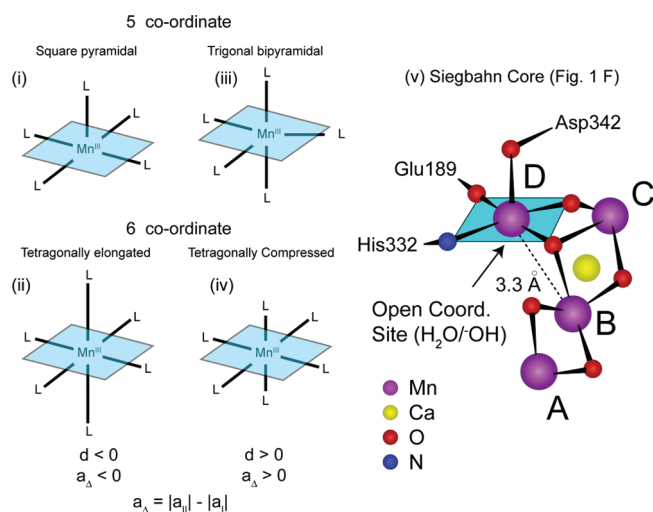 5 co-ordinate
Square pyramidal
Trigonal bipyramidal
(i)
L
L
L
L
L
Mn^III
(iii)
L
L
L
L
L
Mn^III
6 co-ordinate
Tetragonally elongated
Tetragonally Compressed
(ii)
L
L
L
L
L
L
Mn^III
(iv)
L
L
L
L
L
L
Mn^III
d < 0
a_Δ < 0
d > 0
a_Δ > 0
a_Δ = |a_||| - |a_⊥|
(v) Siegbahn Core (Fig. 1 F)
Asp342
Glu189
D
C
His332
3.3 Å
Open Coord.
Site (H₂O/⁻OH)
B
A
Mn
Ca
O
N